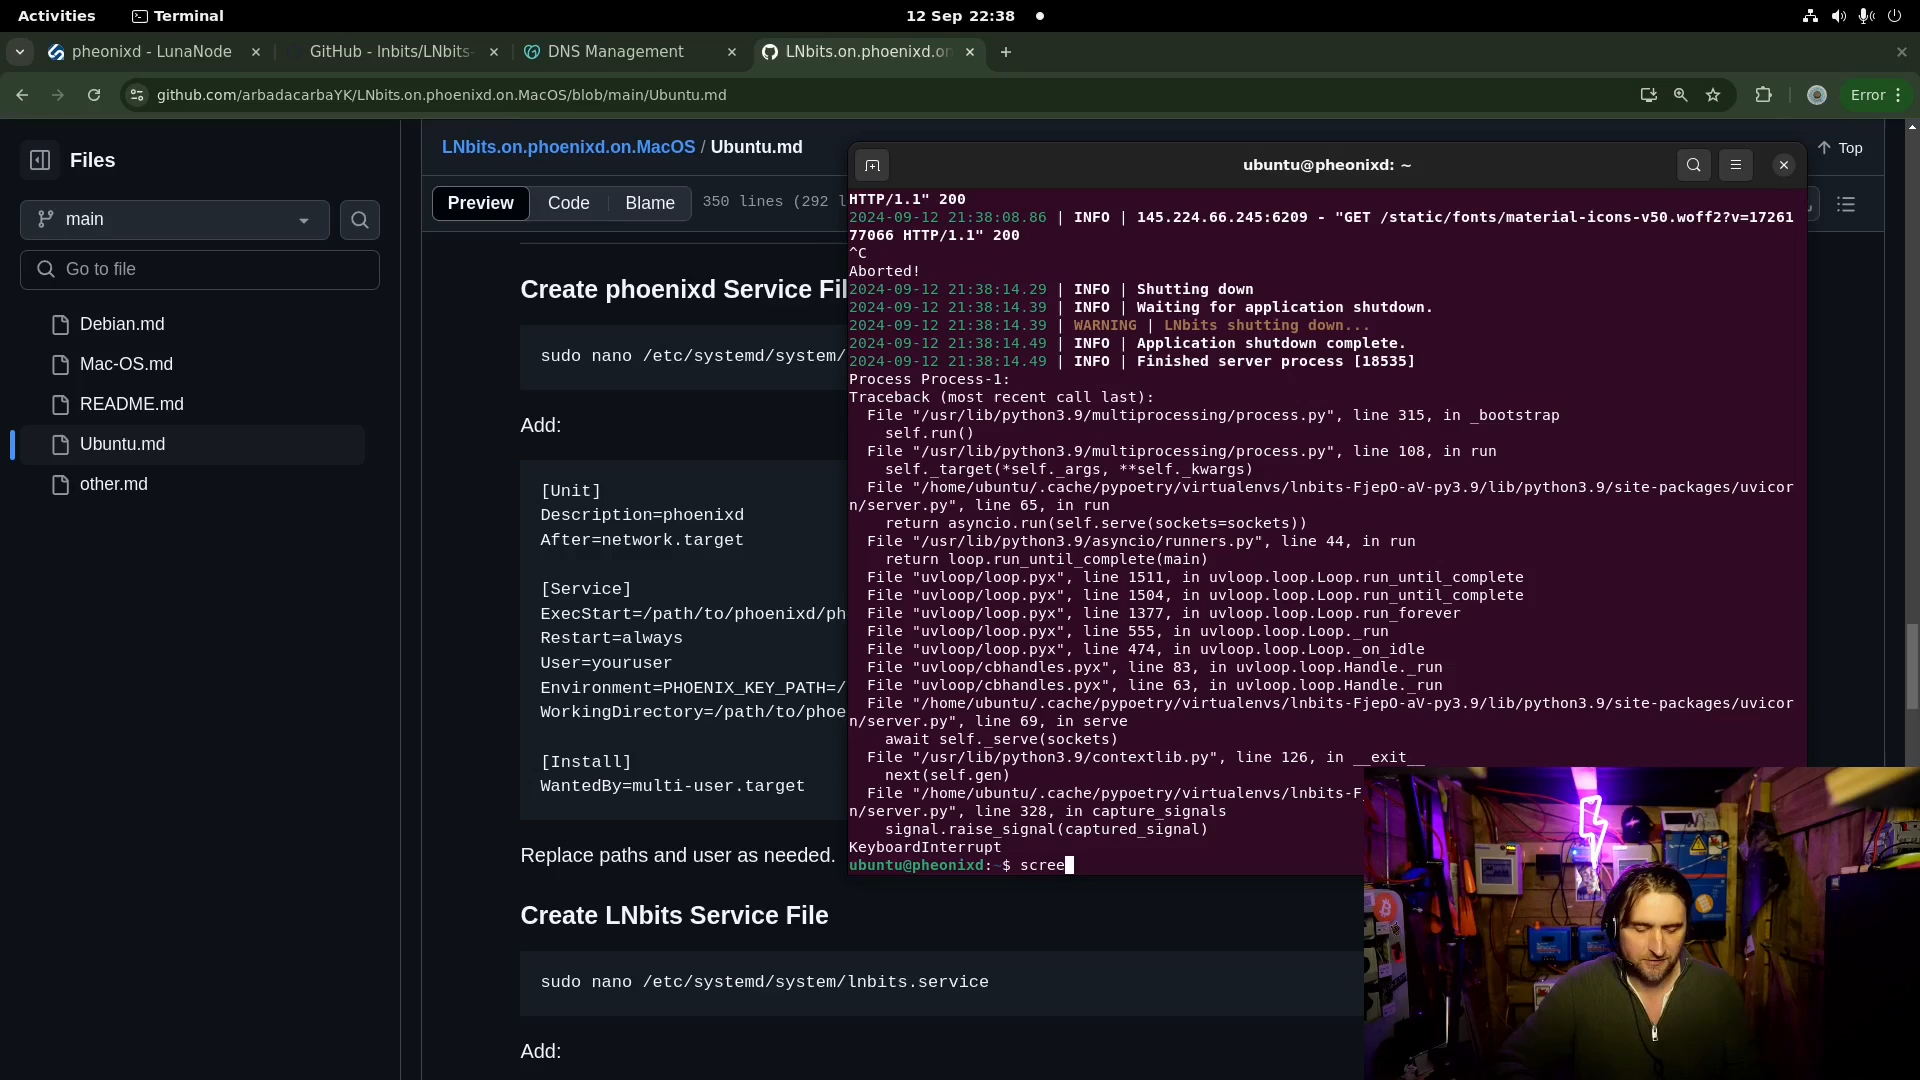 Activities
Terminal
12 Sep 22:38
pheonixd - LunaNode
GitHub - lnbits/LNbits-
DNS Management
LNbits.on.phoenixd.on
github.com/arbadacarbaYK/LNbits.on.phoenixd.on.MacOS/blob/main/Ubuntu.md
Error
Files
main
Go to file
Debian.md
Mac-OS.md
README.md
Ubuntu.md
other.md
LNbits.on.phoenixd.on.MacOS / Ubuntu.md
Top
Preview
Code
Blame
350 lines (292 l
Create phoenixd Service Fil
sudo nano /etc/systemd/system/
Add:
[Unit]
Description=phoenixd
After=network.target
[Service]
ExecStart=/path/to/phoenixd/ph
Restart=always
User=youruser
Environment=PHOENIX_KEY_PATH=/
WorkingDirectory=/path/to/phoe
[Install]
WantedBy=multi-user.target
Replace paths and user as needed.
Create LNbits Service File
sudo nano /etc/systemd/system/lnbits.service
Add:
ubuntu@pheonixd: ~
HTTP/1.1" 200
2024-09-12 21:38:08.86 | INFO | 145.224.66.245:6209 - "GET /static/fonts/material-icons-v50.woff2?v=17261
77066 HTTP/1.1" 200
^C
Aborted!
2024-09-12 21:38:14.29 | INFO | Shutting down
2024-09-12 21:38:14.39 | INFO | Waiting for application shutdown.
2024-09-12 21:38:14.39 | WARNING | LNbits shutting down...
2024-09-12 21:38:14.49 | INFO | Application shutdown complete.
2024-09-12 21:38:14.49 | INFO | Finished server process [18535]
Process Process-1:
Traceback (most recent call last):
File "/usr/lib/python3.9/multiprocessing/process.py", line 315, in _bootstrap
self.run()
File "/usr/lib/python3.9/multiprocessing/process.py", line 108, in run
self._target(*self._args, **self._kwargs)
File "/home/ubuntu/.cache/pypoetry/virtualenvs/lnbits-FjepO-aV-py3.9/lib/python3.9/site-packages/uvicor
n/server.py", line 65, in run
return asyncio.run(self.serve(sockets=sockets))
File "/usr/lib/python3.9/asyncio/runners.py", line 44, in run
return loop.run_until_complete(main)
File "uvloop/loop.pyx", line 1511, in uvloop.loop.Loop.run_until_complete
File "uvloop/loop.pyx", line 1504, in uvloop.loop.Loop.run_until_complete
File "uvloop/loop.pyx", line 1377, in uvloop.loop.Loop.run_forever
File "uvloop/loop.pyx", line 555, in uvloop.loop.Loop._run
File "uvloop/loop.pyx", line 474, in uvloop.loop.Loop._on_idle
File "uvloop/cbhandles.pyx", line 83, in uvloop.loop.Handle._run
File "uvloop/cbhandles.pyx", line 63, in uvloop.loop.Handle._run
File "/home/ubuntu/.cache/pypoetry/virtualenvs/lnbits-FjepO-aV-py3.9/lib/python3.9/site-packages/uvicor
n/server.py", line 69, in serve
await self._serve(sockets)
File "/usr/lib/python3.9/contextlib.py", line 126, in __exit__
next(self.gen)
File "/home/ubuntu/.cache/pypoetry/virtualenvs/lnbits-F
n/server.py", line 328, in capture_signals
signal.raise_signal(captured_signal)
KeyboardInterrupt
ubuntu@pheonixd:~$ scree